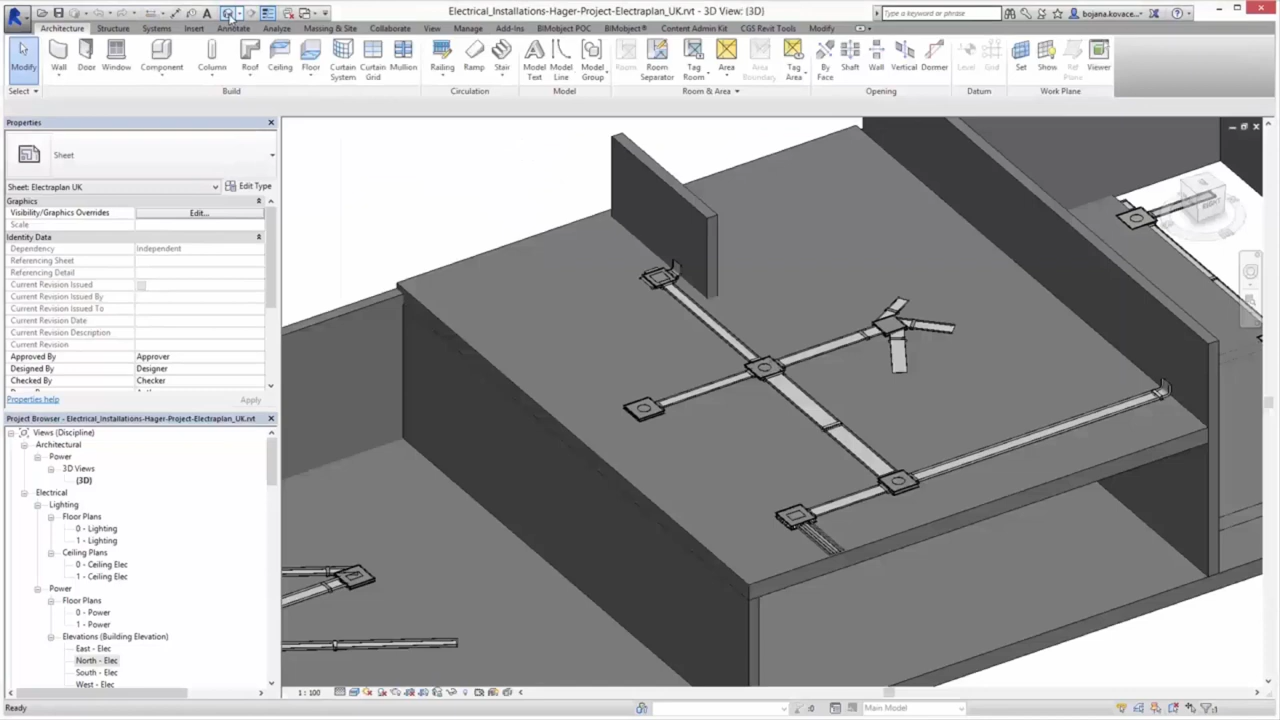 Electrical_Installations-Hager-Project-Electraplan_UK.rvt - 3D View: {3D}
Type a keyword or phrase
bojana.kovace...
Architecture Structure Systems Insert Annotate Analyze Massing & Site Collaborate View Manage Add-Ins BIMobject POC BIMobject® Content Admin Kit CGS Revit Tools Modify
Modify Wall Door Window Component Column Roof Ceiling Floor Curtain System Curtain Grid Mullion Railing Ramp Stair Model Text Model Line Model Group Room Room Separator Tag Room Area Area Boundary Tag Area By Face Shaft Wall Vertical Dormer Level Grid Set Show Ref Plane Viewer
Select Build Circulation Model Room & Area Opening Datum Work Plane
Properties
Sheet
Sheet: Electraplan UK
Edit Type
Graphics
Visibility/Graphics Overrides Edit...
Scale
Identity Data
Dependency Independent
Referencing Sheet
Referencing Detail
Current Revision Issued
Current Revision Issued By
Current Revision Issued To
Current Revision Date
Current Revision Description
Current Revision
Approved By Approver
Designed By Designer
Checked By Checker
Properties help Apply
Project Browser - Electrical_Installations-Hager-Project-Electraplan_UK.rvt
Views (Discipline)
Architectural
Power
3D Views
{3D}
Electrical
Lighting
Floor Plans
0 - Lighting
1 - Lighting
Ceiling Plans
0 - Ceiling Elec
1 - Ceiling Elec
Power
Floor Plans
0 - Power
1 - Power
Elevations (Building Elevation)
East - Elec
North - Elec
South - Elec
West - Elec
RIGHT
1 : 100
Ready
:0
Main Model